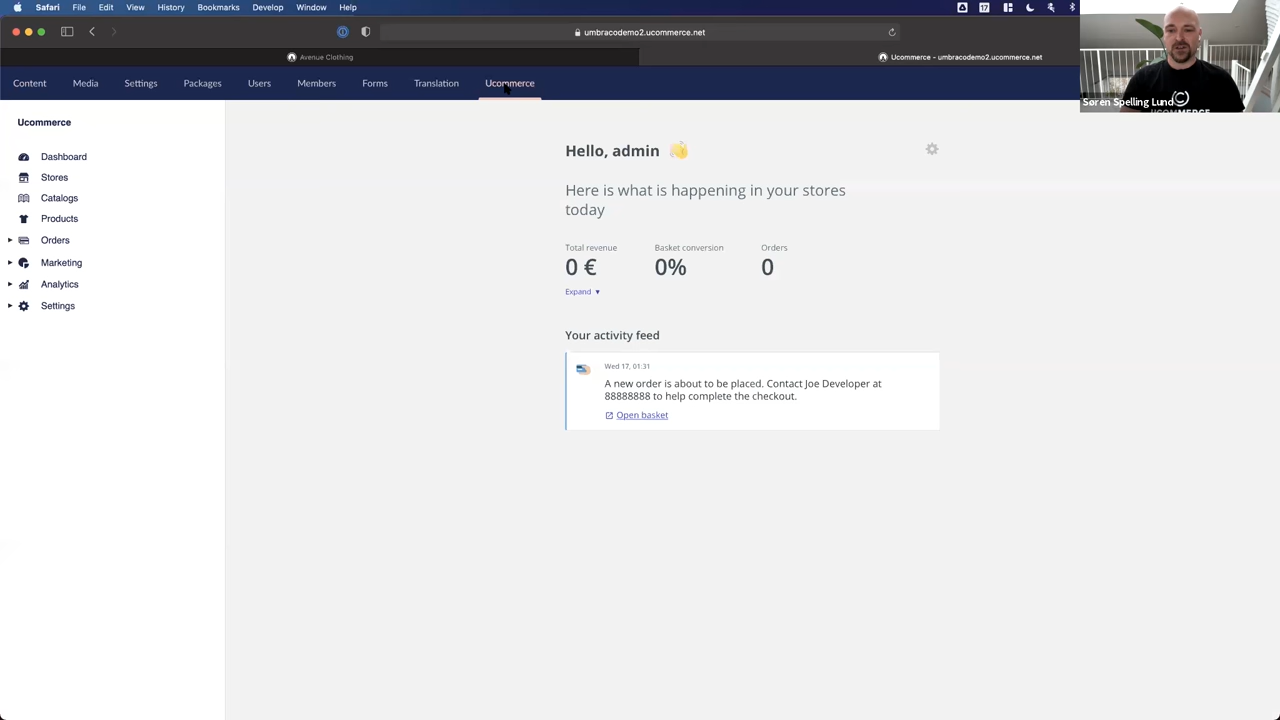 Safari File Edit View History Bookmarks Develop Window Help
17
umbracodemo2.ucommerce.net
Avenue Clothing
Ucommerce - umbracodemo2.ucommerce.net
Content Media Settings Packages Users Members Forms Translation Ucommerce
Søren Spelling Lund
UCOMMERCE
Ucommerce
Dashboard
Stores
Catalogs
Products
Orders
Marketing
Analytics
Settings
Hello, admin
Here is what is happening in your stores
today
Total revenue Basket conversion Orders
0 € 0% 0
Expand ▼
Your activity feed
Wed 17, 01:31
A new order is about to be placed. Contact Joe Developer at
88888888 to help complete the checkout.
Open basket